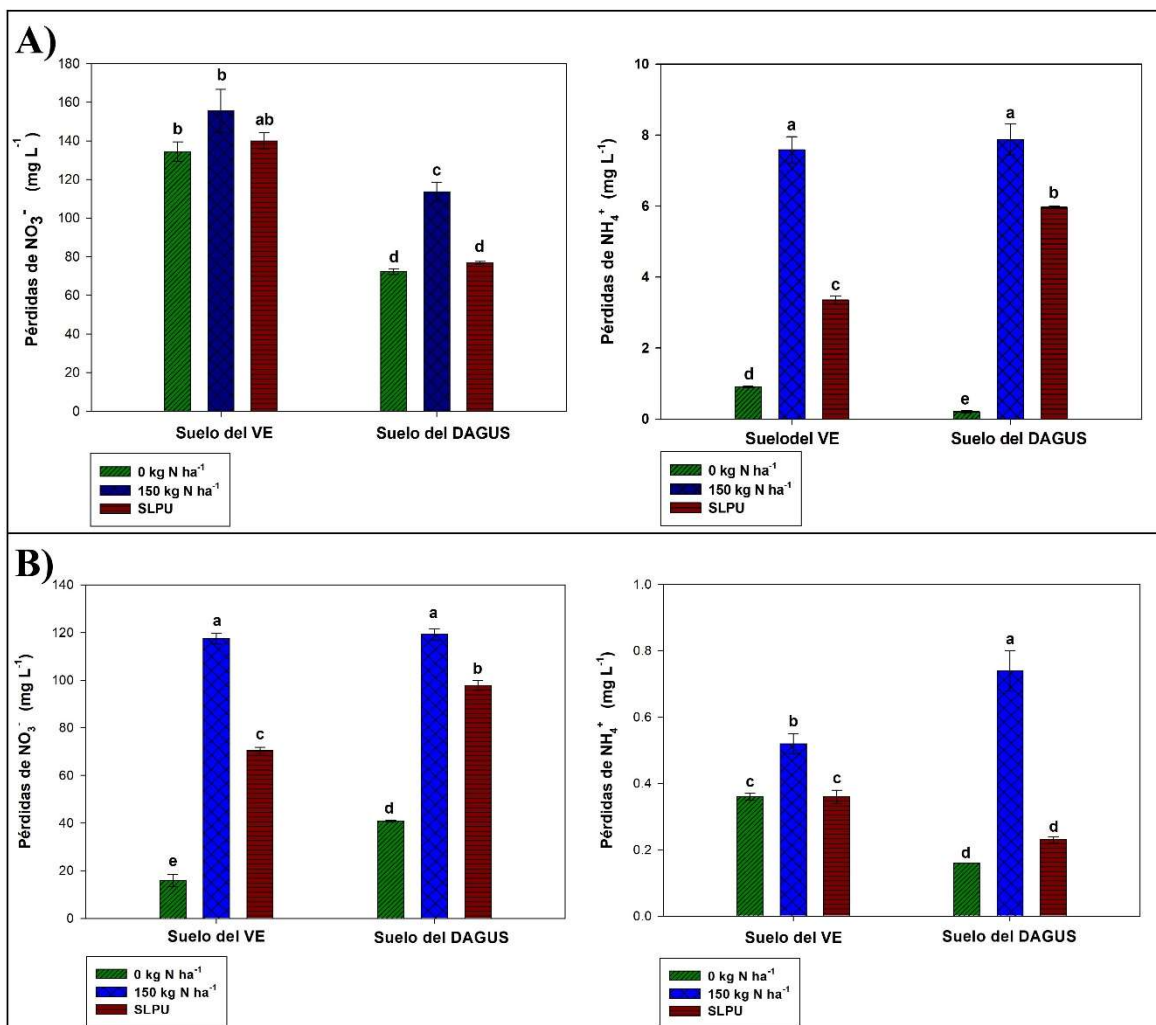 A)
Pérdidas de NO₃⁻ (mg L⁻¹)
180
160
140
120
100
80
60
40
20
0
b
b
ab
d
c
d
Suelo del VE
Suelo del DAGUS
0 kg N ha⁻¹
150 kg N ha⁻¹
SLPU
Pérdidas de NH₄⁺ (mg L⁻¹)
10
8
6
4
2
0
d
a
c
e
a
b
Suelodel VE
Suelo del DAGUS
0 kg N ha⁻¹
150 kg N ha⁻¹
SLPU
B)
Pérdidas de NO₃⁻ (mg L⁻¹)
140
120
100
80
60
40
20
0
e
a
c
d
a
b
Suelo del VE
Suelo del DAGUS
0 kg N ha⁻¹
150 kg N ha⁻¹
SLPU
Pérdidas de NH₄⁺ (mg L⁻¹)
1.0
0.8
0.6
0.4
0.2
0.0
c
b
c
d
a
d
Suelo del VE
Suelo del DAGUS
0 kg N ha⁻¹
150 kg N ha⁻¹
SLPU